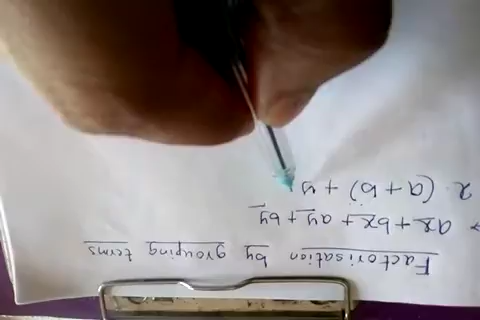 Factorisation by grouping terms
→ ax + bx + ay + by
x (a + b) + y